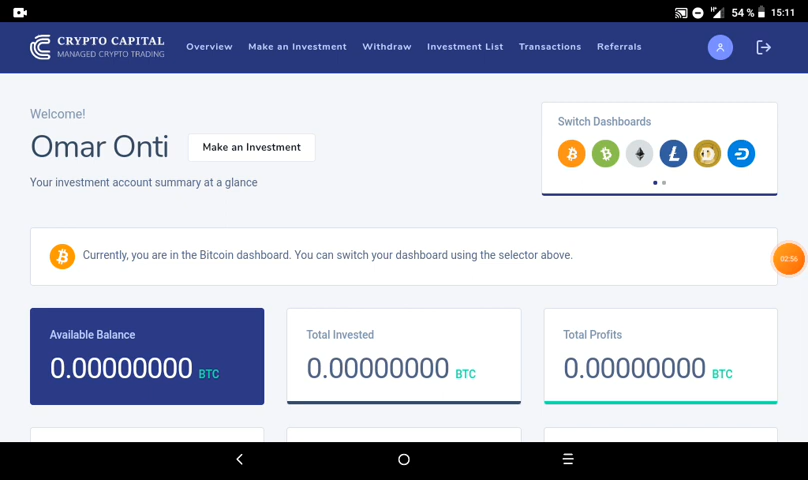 54 % 15:11
CRYPTO CAPITAL
MANAGED CRYPTO TRADING
Overview Make an Investment Withdraw Investment List Transactions Referrals
Welcome!
Omar Onti
Make an Investment
Your investment account summary at a glance
Switch Dashboards
Currently, you are in the Bitcoin dashboard. You can switch your dashboard using the selector above.
02:56
Available Balance
0.00000000 BTC
Total Invested
0.00000000 BTC
Total Profits
0.00000000 BTC